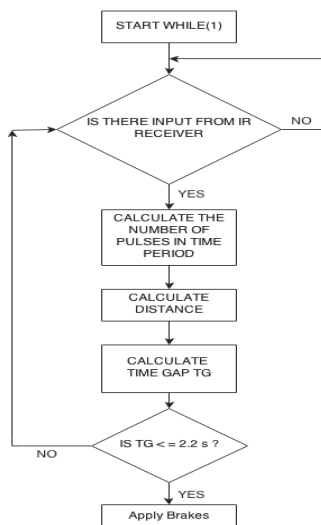 START WHILE(1)
IS THERE INPUT FROM IR
RECEIVER
NO
YES
CALCULATE THE
NUMBER OF
PULSES IN TIME
PERIOD
CALCULATE
DISTANCE
CALCULATE
TIME GAP TG
IS TG < = 2.2 s ?
NO
YES
Apply Brakes